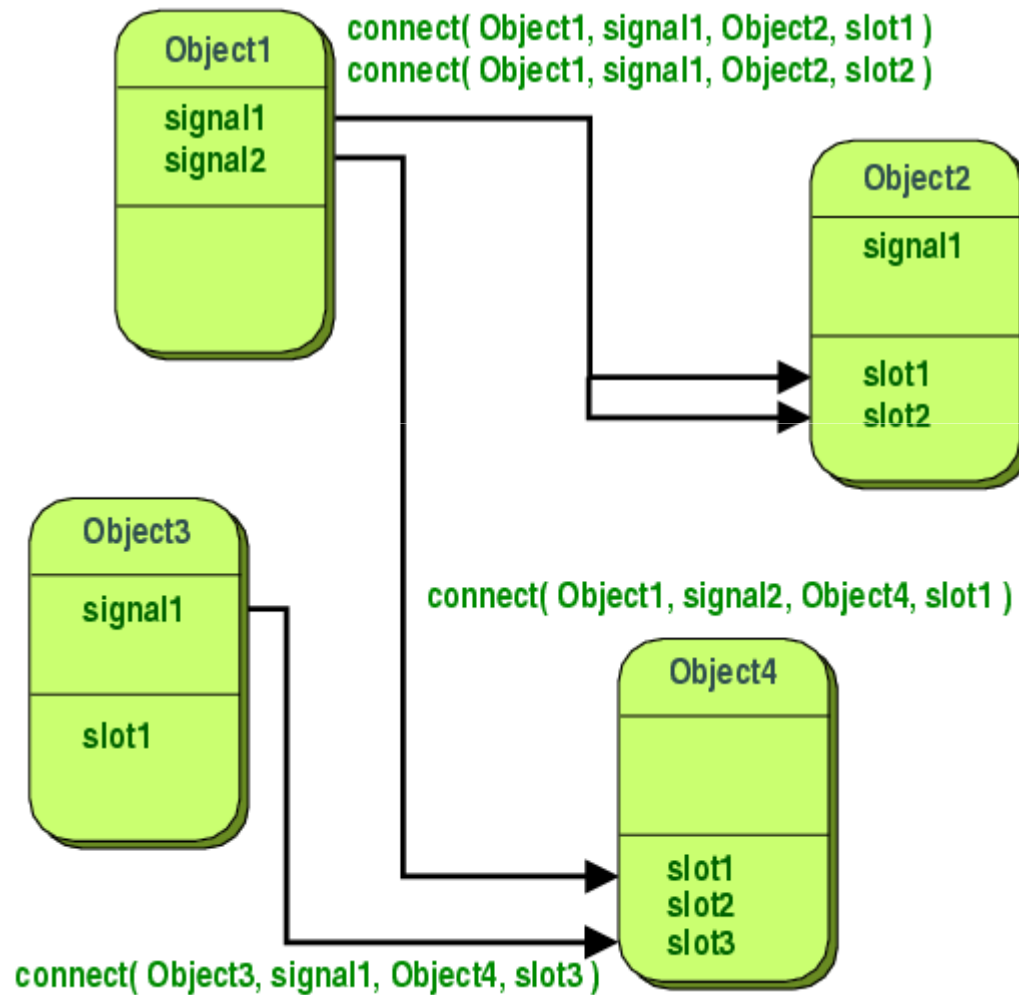 Object1
signal1
signal2
connect( Object1, signal1, Object2, slot1 )
connect( Object1, signal1, Object2, slot2 )
Object2
signal1
slot1
slot2
Object3
signal1
slot1
connect( Object1, signal2, Object4, slot1 )
Object4
slot1
slot2
slot3
connect( Object3, signal1, Object4, slot3 )